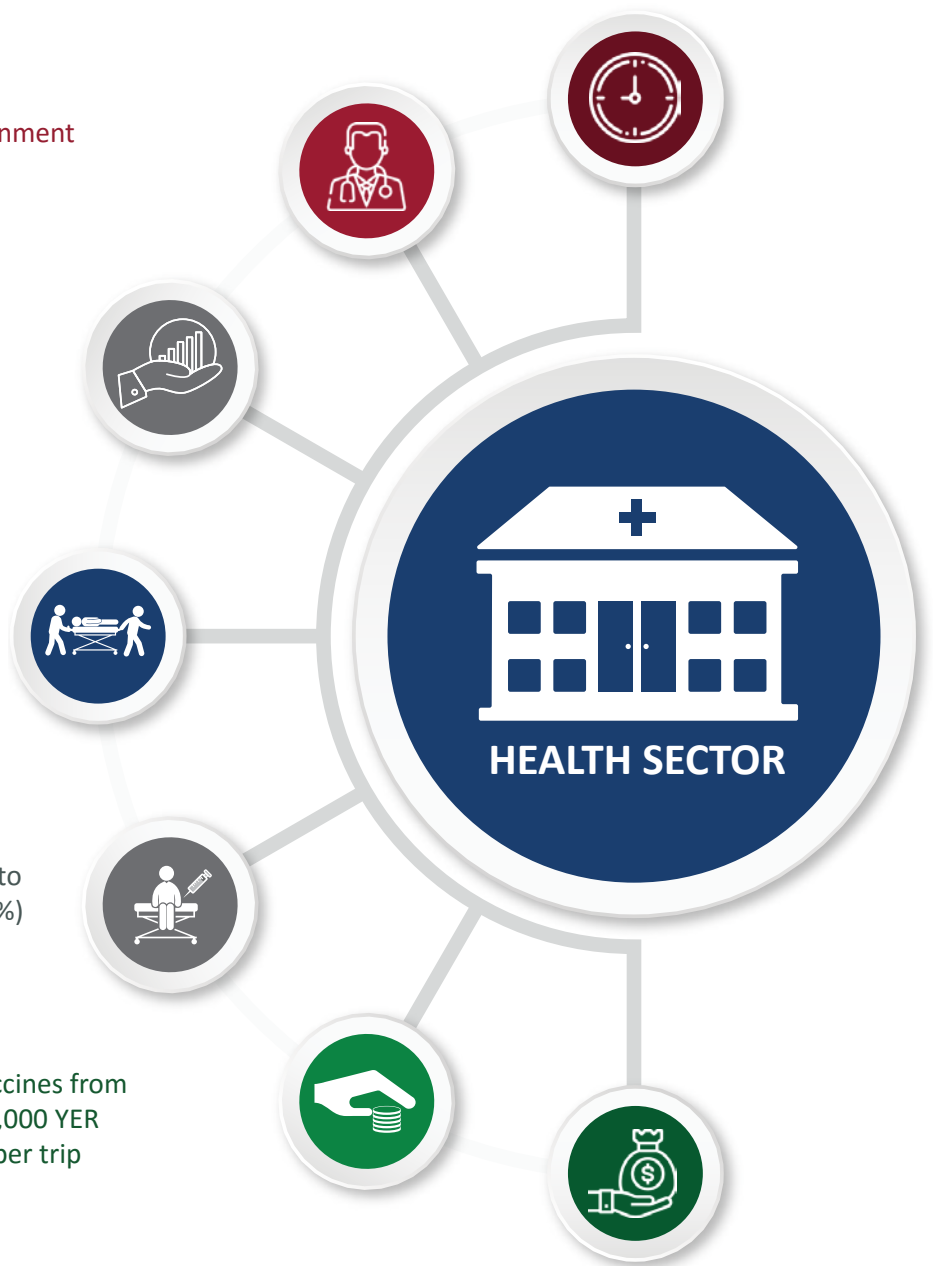 nment
HEALTH SECTOR
to
%)
ccines from
,000 YER
per trip